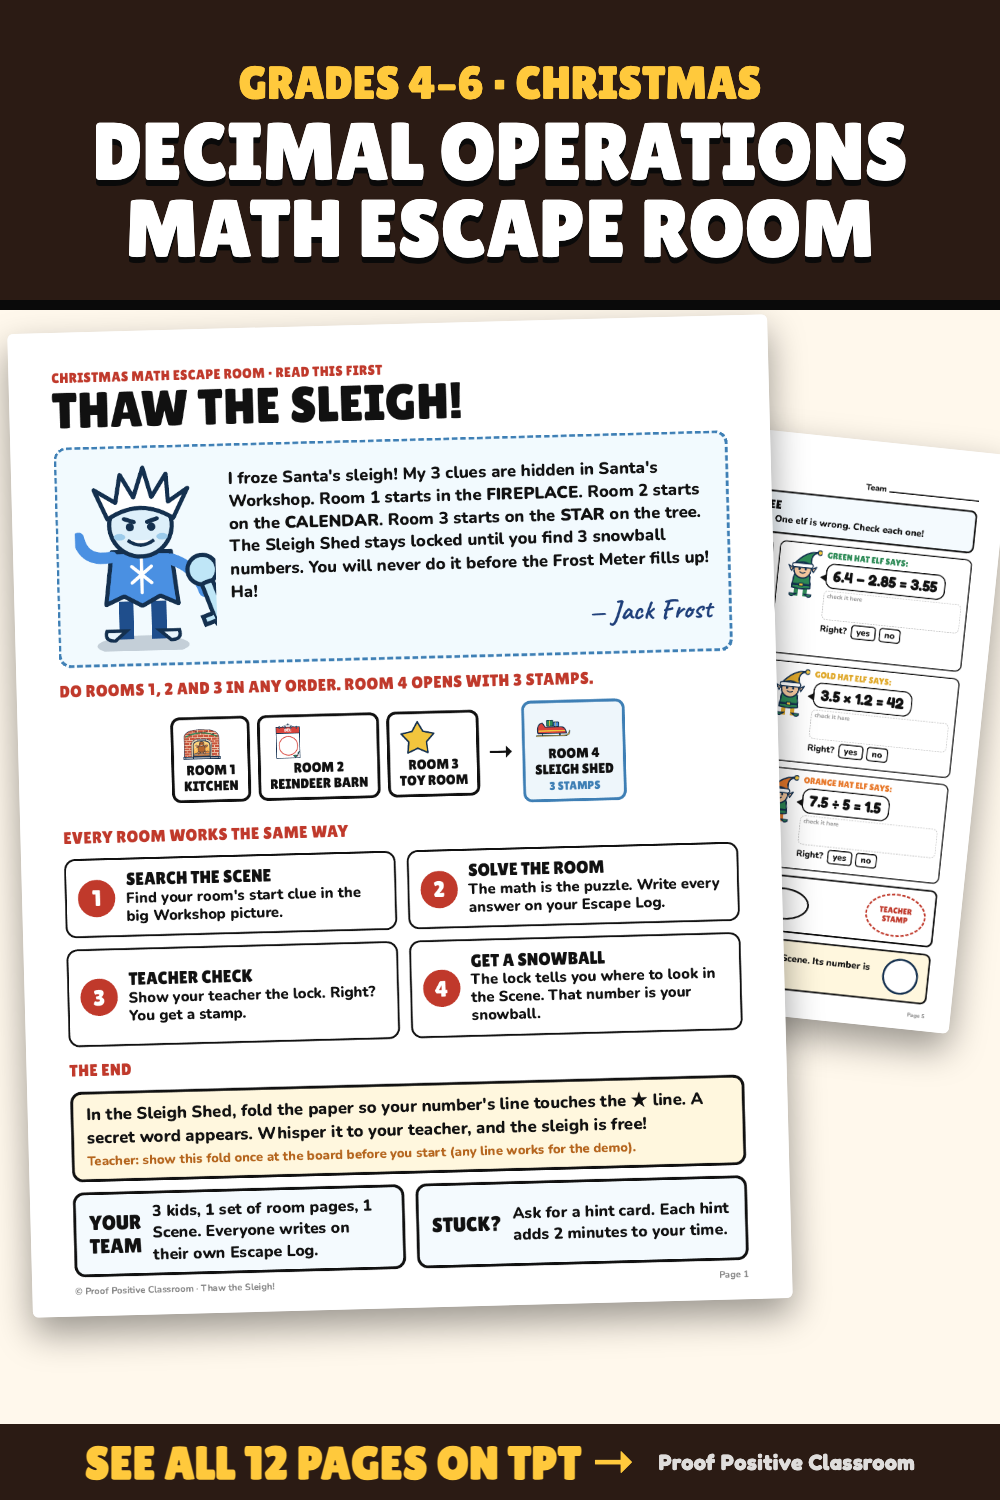 GRADES 4–6 · CHRISTMAS
DECIMAL OPERATIONS
MATH ESCAPE ROOM
CHRISTMAS MATH ESCAPE ROOM · READ THIS FIRST
THAW THE SLEIGH!
I froze Santa's sleigh! My 3 clues are hidden in Santa's
Workshop. Room 1 starts in the FIREPLACE. Room 2 starts
on the CALENDAR. Room 3 starts on the STAR on the tree.
The Sleigh Shed stays locked until you find 3 snowball
numbers. You will never do it before the Frost Meter fills up!
Ha!
— Jack Frost
DO ROOMS 1, 2 AND 3 IN ANY ORDER. ROOM 4 OPENS WITH 3 STAMPS.
ROOM 1
KITCHEN
ROOM 2
REINDEER BARN
ROOM 3
TOY ROOM
→
ROOM 4
SLEIGH SHED
3 STAMPS
EVERY ROOM WORKS THE SAME WAY
1
SEARCH THE SCENE
Find your room's start clue in the
big Workshop picture.
2
SOLVE THE ROOM
The math is the puzzle. Write every
answer on your Escape Log.
3
TEACHER CHECK
Show your teacher the lock. Right?
You get a stamp.
4
GET A SNOWBALL
The lock tells you where to look in
the Scene. That number is your
snowball.
THE END
In the Sleigh Shed, fold the paper so your number's line touches the ★ line. A
secret word appears. Whisper it to your teacher, and the sleigh is free!
Teacher: show this fold once at the board before you start (any line works for the demo).
YOUR
TEAM
3 kids, 1 set of room pages, 1
Scene. Everyone writes on
their own Escape Log.
STUCK?
Ask for a hint card. Each hint
adds 2 minutes to your time.
© Proof Positive Classroom · Thaw the Sleigh!
Page 1
Team
EE
One elf is wrong. Check each one!
GREEN HAT ELF SAYS:
6.4 − 2.85 = 3.55
check it here
Right? yes no
GOLD HAT ELF SAYS:
3.5 × 1.2 = 42
check it here
Right? yes no
ORANGE HAT ELF SAYS:
7.5 ÷ 5 = 1.5
check it here
Right? yes no
TEACHER
STAMP
Scene. Its number is
Page 5
SEE ALL 12 PAGES ON TPT →
Proof Positive Classroom